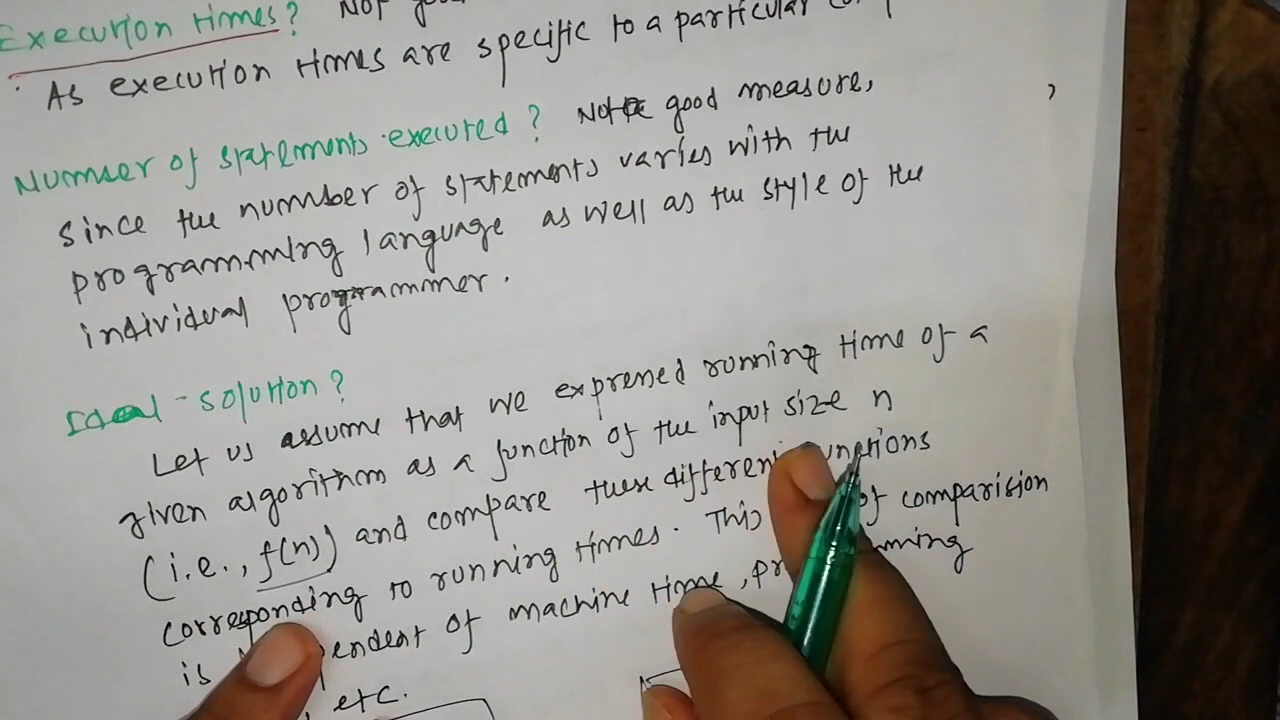 Execution times? Not
As execution times are specific to a particular
Number of statements executed? Not a good measure,
since the number of statements varies with the
programming language as well as the style of the
individual programmer.
Ideal solution?
Let us assume that we expressed running time of a
given algorithm as a function of the input size n
(i.e., f(n)) and compare these different functions
corresponding to running times. This of comparision
is of machine time,
etc.